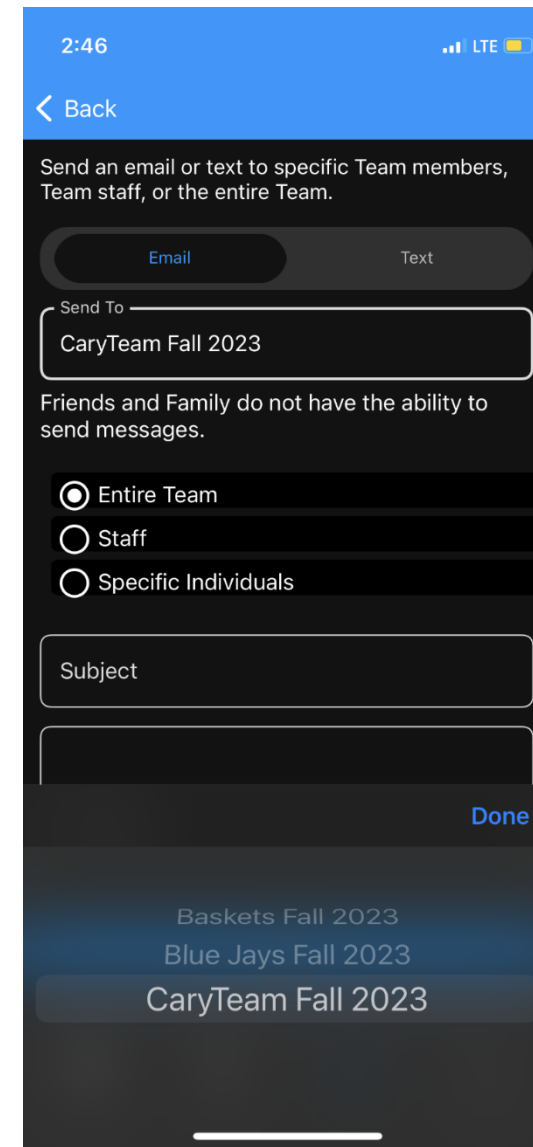 2:46 LTE
Back
Send an email or text to specific Team members,
Team staff, or the entire Team.
Email Text
Send To
CaryTeam Fall 2023
Friends and Family do not have the ability to
send messages.
Entire Team
Staff
Specific Individuals
Subject
Done
Baskets Fall 2023
Blue Jays Fall 2023
CaryTeam Fall 2023